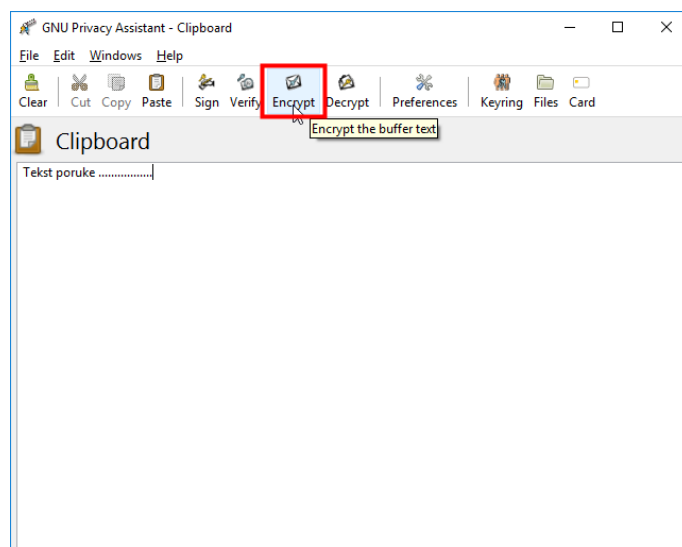 GNU Privacy Assistant - Clipboard
File Edit Windows Help
Clear Cut Copy Paste Sign Verify Encrypt Decrypt Preferences Keyring Files Card
Encrypt the buffer text
Clipboard
Tekst poruke ................